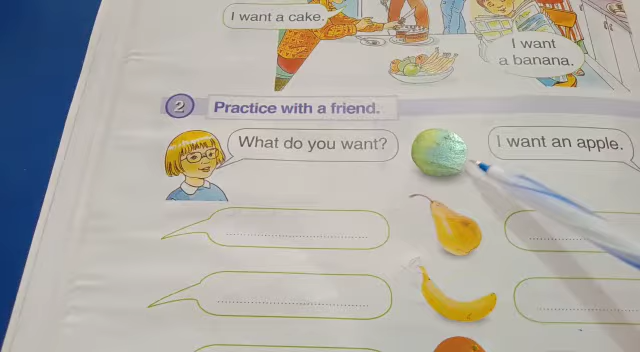 I want a cake.
I want
a banana.
2 Practice with a friend.
What do you want?
I want an apple.